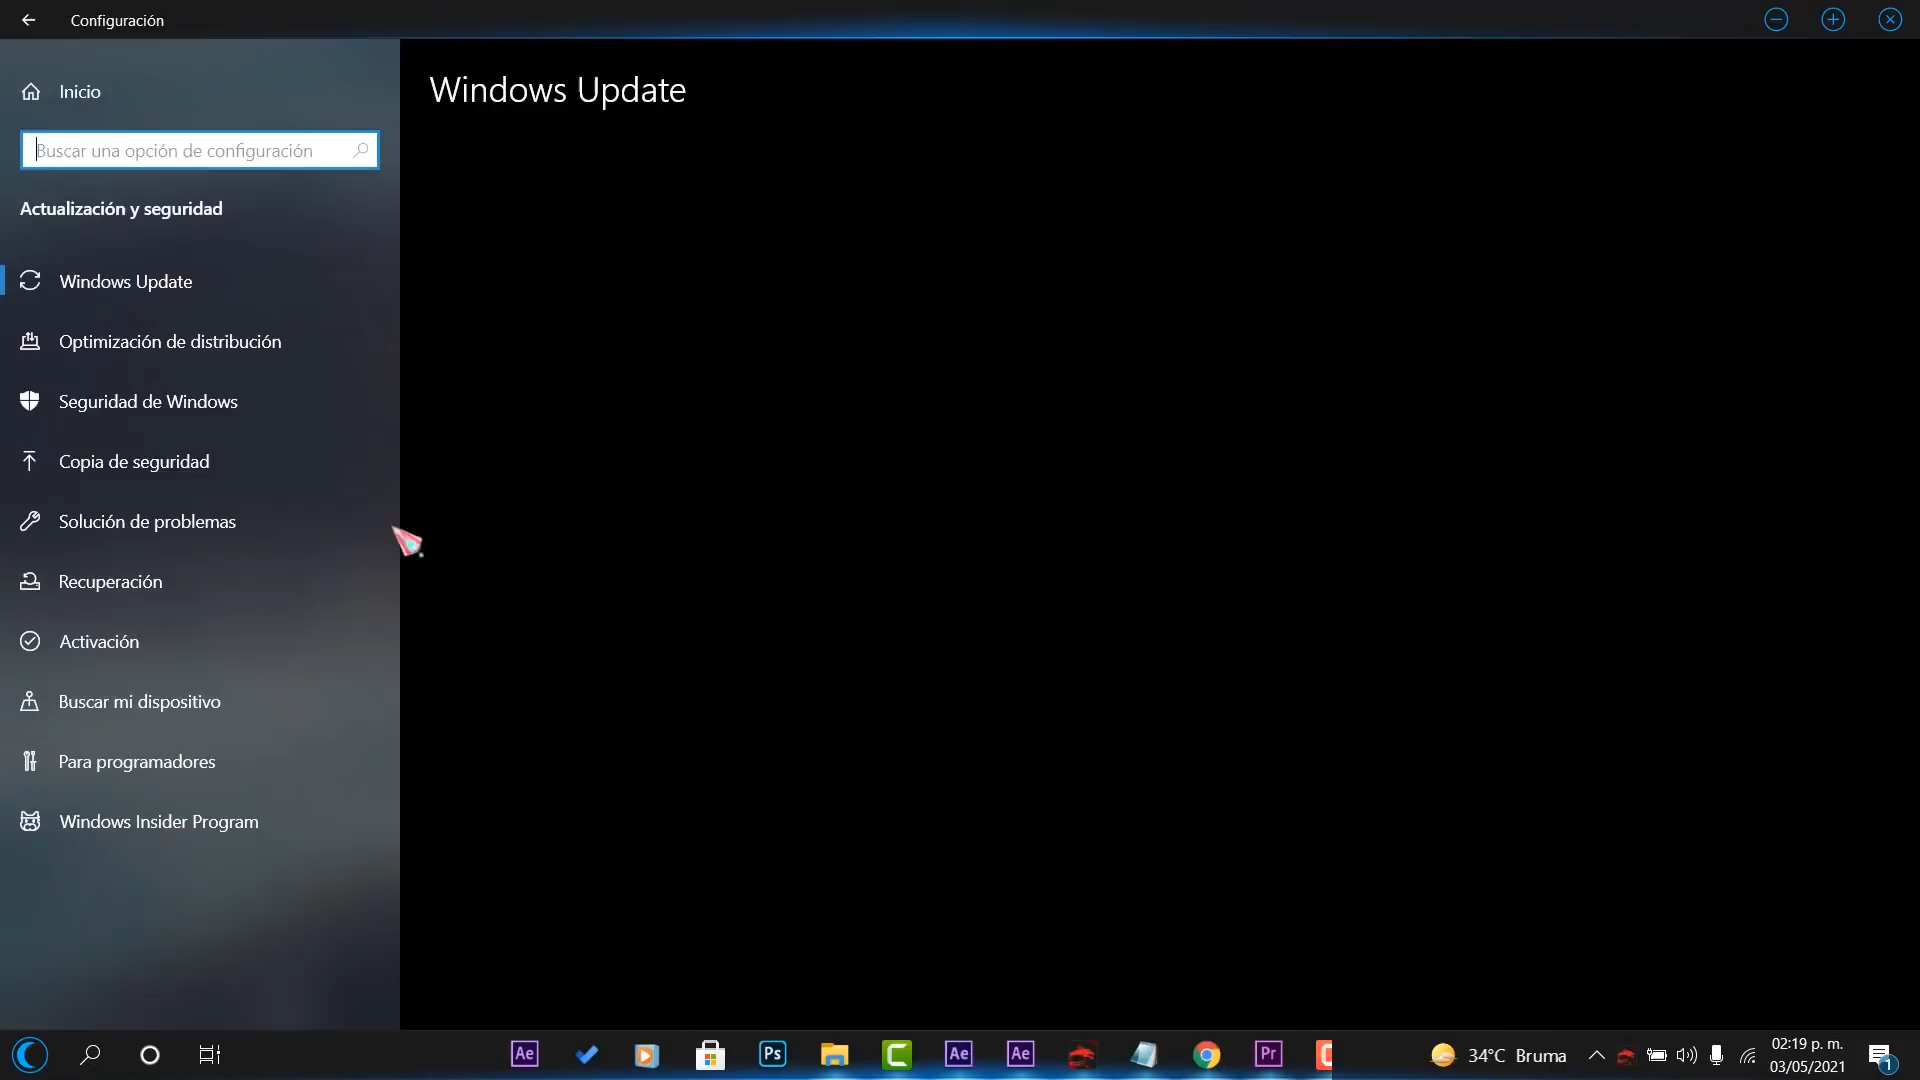 Configuración
Inicio
Buscar una opción de configuración
Actualización y seguridad
Windows Update
Optimización de distribución
Seguridad de Windows
Copia de seguridad
Solución de problemas
Recuperación
Activación
Buscar mi dispositivo
Para programadores
Windows Insider Program
Windows Update
Ae
Ps
Ae
Ae
Pr
34°C Bruma
02:19 p. m.
03/05/2021
1